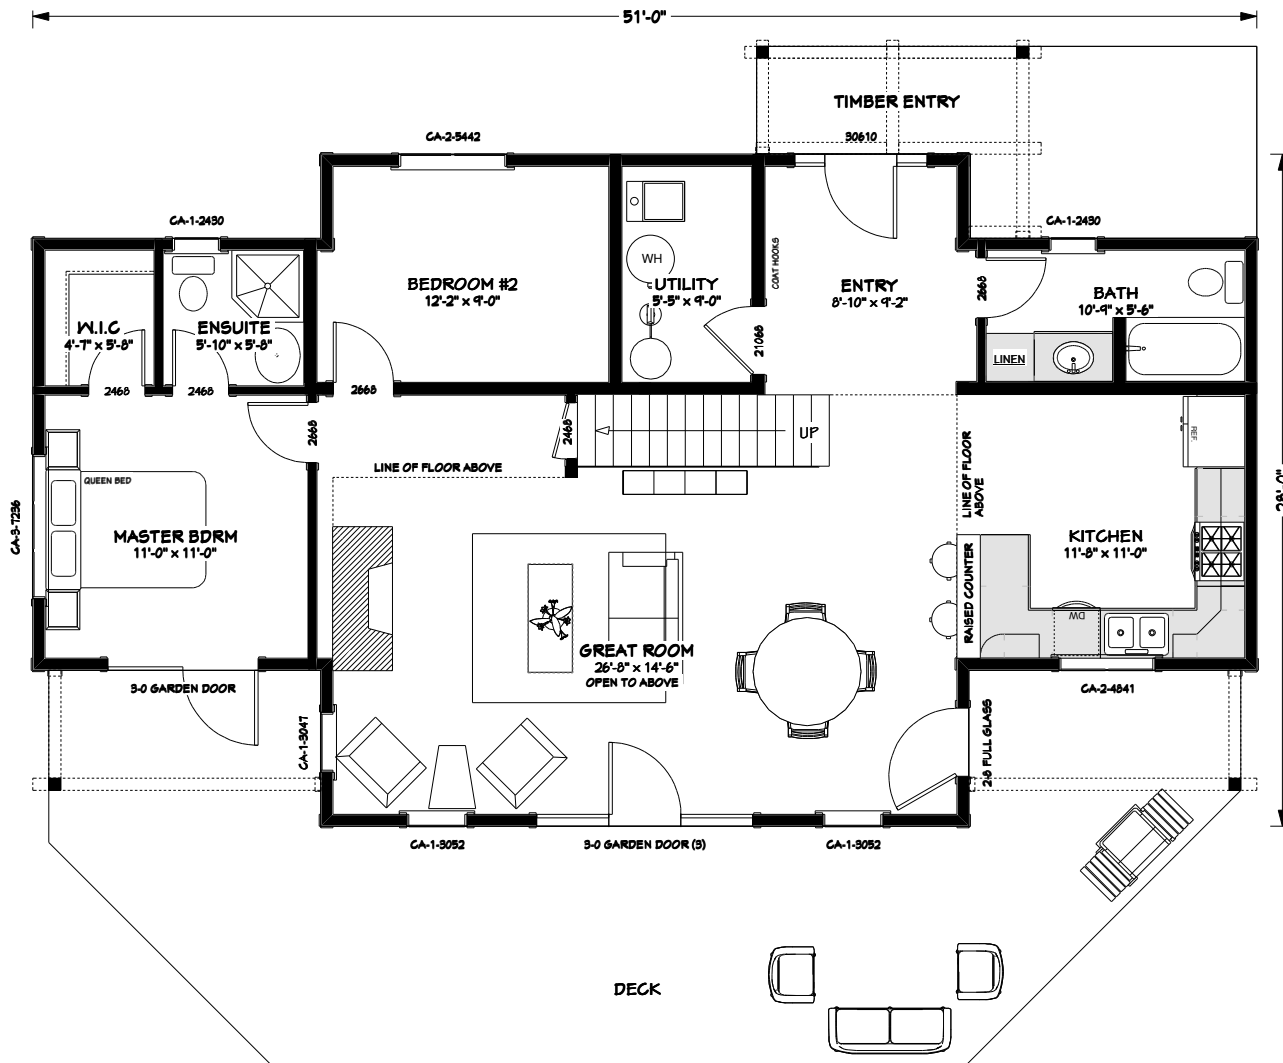 51'-0"
TIMBER ENTRY
30610
CA-2-5442
CA-1-2430
CA-1-2430
COAT HOOKS
WH
BEDROOM #2
12'-2" x 9'-0"
UTILITY
5'-5" x 9'-0"
ENTRY
8'-10" x 9'-2"
2668
BATH
10'-9" x 5'-6"
W.I.C
4'-7" x 5'-8"
ENSUITE
5'-10" x 5'-8"
21068
LINEN
2468
2468
2668
2668
2468
UP
REF.
LINE OF FLOOR ABOVE
LINE OF FLOOR
ABOVE
QUEEN BED
28'-0"
CA-3-7236
MASTER BDRM
11'-0" x 11'-0"
KITCHEN
11'-8" x 11'-0"
RAISED COUNTER
DW
GREAT ROOM
26'-8" x 14'-6"
OPEN TO ABOVE
3-0 GARDEN DOOR
CA-2-4841
CA-1-3047
2-8 FULL GLASS
CA-1-3052
3-0 GARDEN DOOR (3)
CA-1-3052
DECK